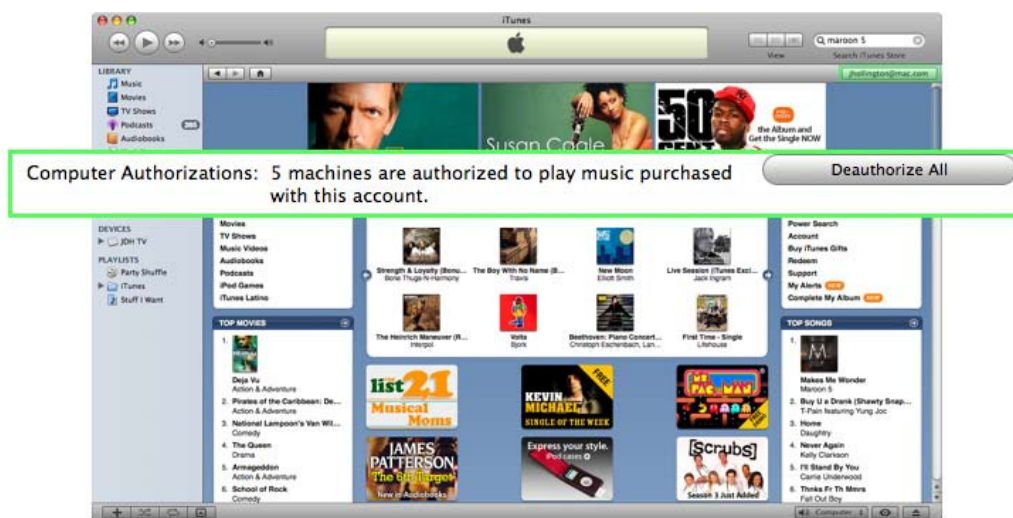 iTunes
maroon 5
View
Search iTunes Store
LIBRARY
Music
Movies
TV Shows
Podcasts
Audiobooks
jhollington@mac.com
Susan Cagle
50
CENT
the Album and
Get the Single NOW
Computer Authorizations: 5 machines are authorized to play music purchased
with this account.
Deauthorize All
DEVICES
JDH TV
PLAYLISTS
Party Shuffle
iTunes
Stuff I Want
Movies
TV Shows
Music Videos
Audiobooks
Podcasts
iPod Games
iTunes Latino
Strength & Loyalty (Bonu...
Bone Thugs-N-Harmony
The Boy With No Name (B...
Travis
New Moon
Elliott Smith
Live Session (iTunes Excl...
Jack Ingram
The Heinrich Maneuver (R...
Interpol
Volta
Björk
Beethoven: Piano Concert...
Christoph Eschenbach, Lan...
First Time - Single
Lifehouse
Power Search
Account
Buy iTunes Gifts
Redeem
Support
My Alerts NEW
Complete My Album NEW
TOP MOVIES
1.
Deja Vu
Action & Adventure
2. Pirates of the Caribbean: De...
Action & Adventure
3. National Lampoon's Van Wil...
Comedy
4. The Queen
Drama
5. Armageddon
Action & Adventure
6. School of Rock
Comedy
list 21
Musical
Moms
FREE
KEVIN
MICHAEL
SINGLE OF THE WEEK
MS.
PAC-MAN
JAMES
PATTERSON
The 6th Target
New in Audiobooks
Express your style.
iPod cases
[scrubs]
Season 3 Just Added
TOP SONGS
1.
M
Makes Me Wonder
Maroon 5
2. Buy U a Drank (Shawty Snap...
T-Pain featuring Yung Joc
3. Home
Daughtry
4. Never Again
Kelly Clarkson
5. I'll Stand By You
Carrie Underwood
6. Thnks Fr Th Mmrs
Fall Out Boy
Computer